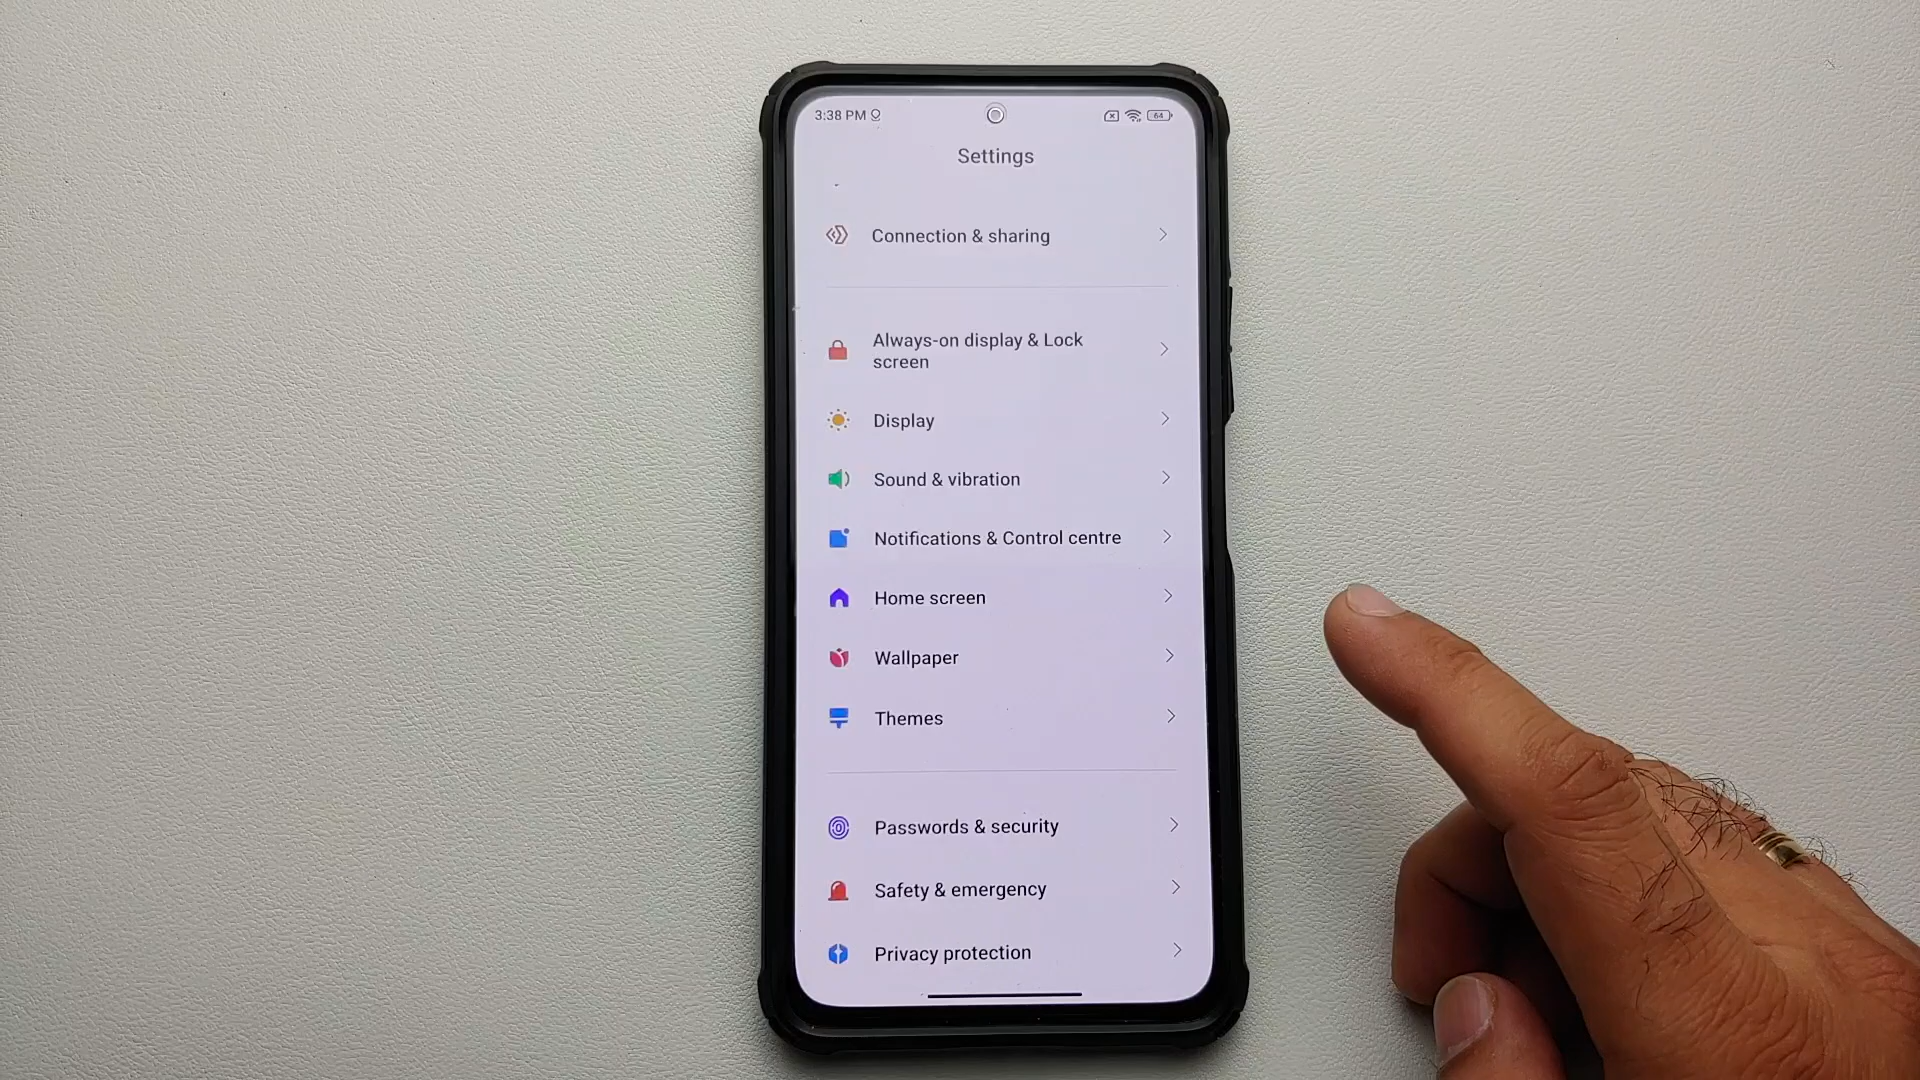 3:38 PM
64
Settings
Connection & sharing
Always-on display & Lock
screen
Display
Sound & vibration
Notifications & Control centre
Home screen
Wallpaper
Themes
Passwords & security
Safety & emergency
Privacy protection